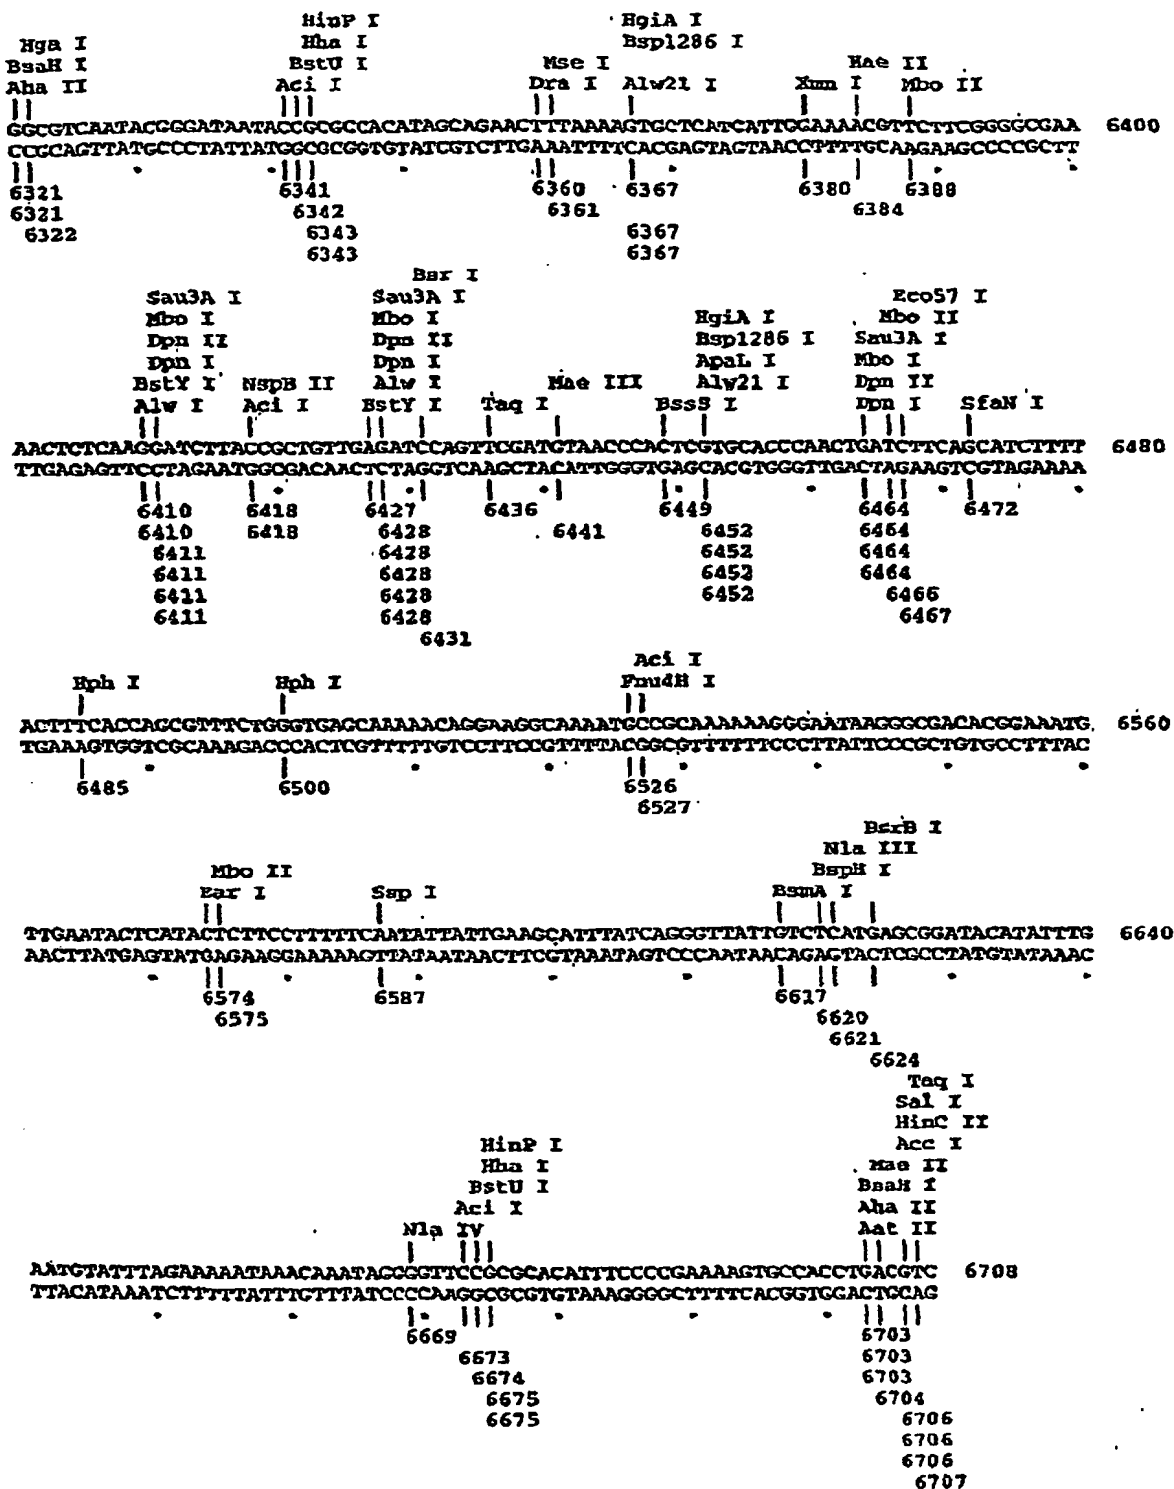 HinP I HgiA I
Hga I Hha I Bsp1286 I
BsaH I BstU I Mse I Mae II
Aha II Aci I Dra I Alw21 I Xmn I Mbo II
GGCGTCAATACGGGATAATACCGCGCCACATAGCAGAACTTTAAAAGTGCTCATCATTGGAAAACGTTCTTCGGGGCGAA 6400
CCGCAGTTATGCCCTATTATGGCGCGGTGTATCGTCTTGAAATTTTCACGAGTAGTAACCTTTTGCAAGAAGCCCCGCTT
6321 6341 6360 6367 6380 6388
6321 6342 6361 6384
6322 6343 6367
6343 6367
Bsr I
Sau3A I Sau3A I Eco57 I
Mbo I Mbo I HgiA I Mbo II
Dpn II Dpn II Bsp1286 I Sau3A I
Dpn I Dpn I ApaL I Mbo I
BstY I NspB II Alw I Mae III Alw21 I Dpn II
Alw I Aci I BstY I Taq I BssS I Dpn I SfaN I
AACTCTCAAGGATCTTACCGCTGTTGAGATCCAGTTCGATGTAACCCACTCGTGCACCCAACTGATCTTCAGCATCTTTT 6480
TTGAGAGTTCCTAGAATGGCGACAACTCTAGGTCAAGCTACATTGGGTGAGCACGTGGGTTGACTAGAAGTCGTAGAAAA
6410 6418 6427 6436 6449 6464 6472
6410 6418 6428 6441 6452 6464
6411 6428 6452 6464
6411 6428 6452 6464
6411 6428 6452 6466
6411 6428 6467
6431
Aci I
Hph I Hph I Fnu4H I
ACTTTCACCAGCGTTTCTGGGTGAGCAAAAACAGGAAGGCAAAATGCCGCAAAAAAGGGAATAAGGGCGACACGGAAATG 6560
TGAAAGTGGTCGCAAAGACCCACTCGTTTTTGTCCTTCCGTTTTACGGCGTTTTTTCCCTTATTCCCGCTGTGCCTTTAC
6485 6500 6526
6527
BsrB I
Nla III
Mbo II BspH I
Ear I Ssp I BsmA I
TTGAATACTCATACTCTTCCTTTTTCAATATTATTGAAGCATTTATCAGGGTTATTGTCTCATGAGCGGATACATATTTG 6640
AACTTATGAGTATGAGAAGGAAAAAGTTATAATAACTTCGTAAATAGTCCCAATAACAGAGTACTCGCCTATGTATAAAC
6574 6587 6617
6575 6620
6621
6624
Taq I
Sal I
HinC II
HinP I Acc I
Hha I Mae II
BstU I BsaH I
Aci I Aha II
Nla IV Aat II
AATGTATTTAGAAAAATAAACAAATAGGGGTTCCGCGCACATTTCCCCGAAAAGTGCCACCTGACGTC 6708
TTACATAAATCTTTTTATTTGTTTATCCCCAAGGCGCGTGTAAAGGGGCTTTTCACGGTGGACTGCAG
6669 6703
6673 6703
6674 6703
6675 6704
6675 6706
6706
6706
6707